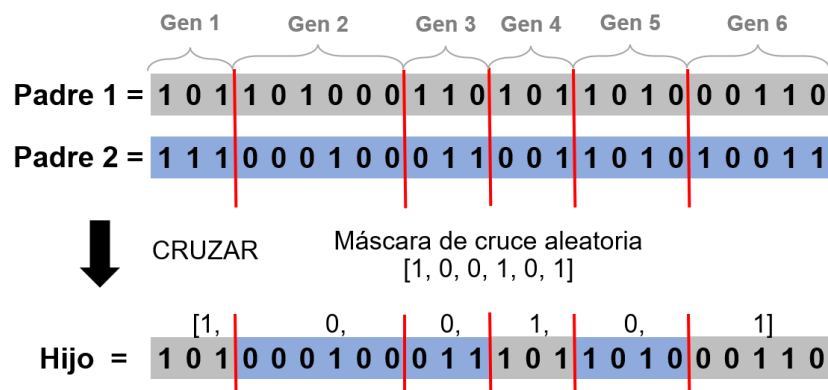 Gen 1 Gen 2 Gen 3 Gen 4 Gen 5 Gen 6
Padre 1 = 1 0 1 1 0 1 0 0 0 1 1 0 1 0 1 1 0 1 0 0 0 1 1 0
Padre 2 = 1 1 1 0 0 0 1 0 0 0 1 1 0 0 1 1 0 1 0 1 0 0 1 1
CRUZAR
Máscara de cruce aleatoria
[1, 0, 0, 1, 0, 1]
[1, 0, 0, 1, 0, 1]
Hijo = 1 0 1 0 0 0 1 0 0 0 1 1 1 0 1 1 0 1 0 0 0 1 1 0